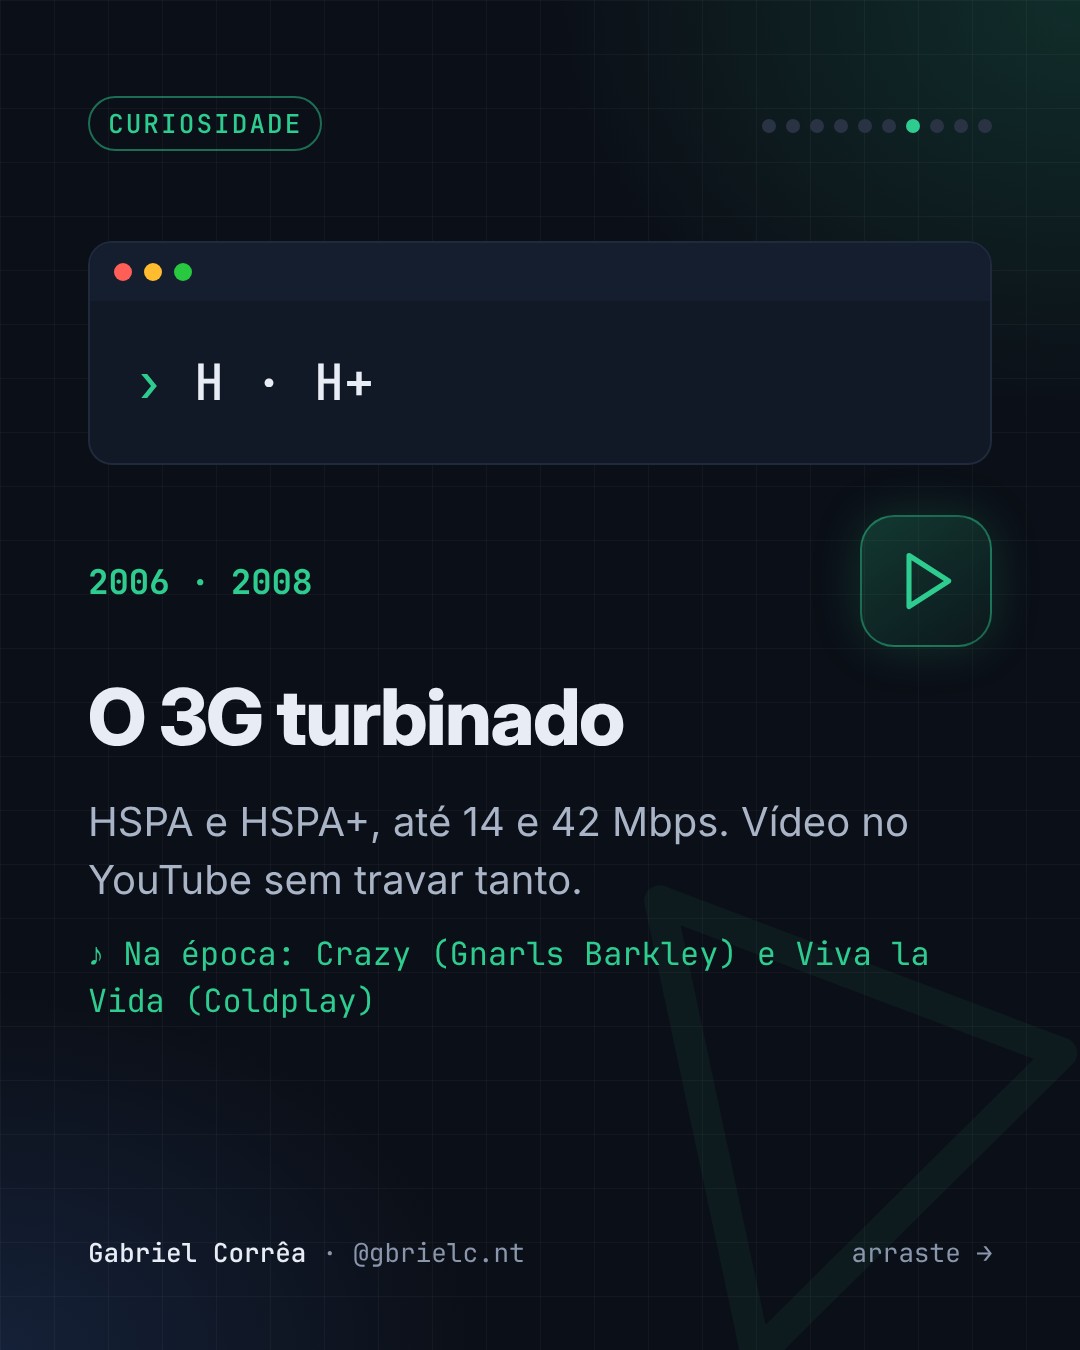 CURIOSIDADE
› H · H+
2006 · 2008
O 3G turbinado
HSPA e HSPA+, até 14 e 42 Mbps. Vídeo no
YouTube sem travar tanto.
♪ Na época: Crazy (Gnarls Barkley) e Viva la
Vida (Coldplay)
Gabriel Corrêa · @gbrielc.nt
arraste →